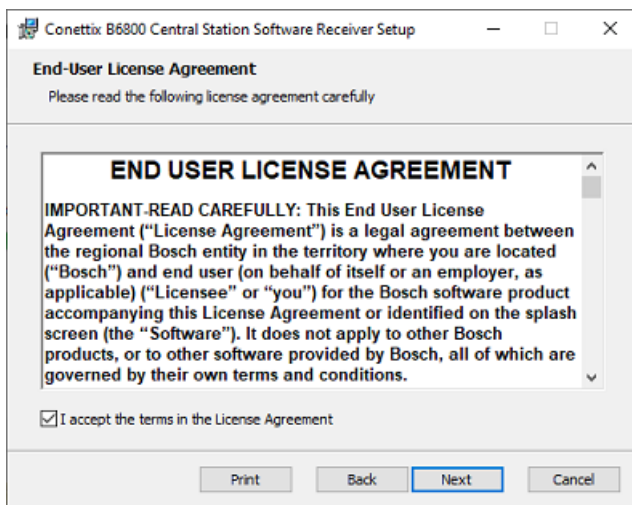 Conettix B6800 Central Station Software Receiver Setup
End-User License Agreement
Please read the following license agreement carefully
END USER LICENSE AGREEMENT
IMPORTANT-READ CAREFULLY: This End User License
Agreement (“License Agreement”) is a legal agreement between
the regional Bosch entity in the territory where you are located
(“Bosch”) and end user (on behalf of itself or an employer, as
applicable) (“Licensee” or “you”) for the Bosch software product
accompanying this License Agreement or identified on the splash
screen (the “Software”). It does not apply to other Bosch
products, or to other software provided by Bosch, all of which are
governed by their own terms and conditions.
I accept the terms in the License Agreement
Print Back Next Cancel